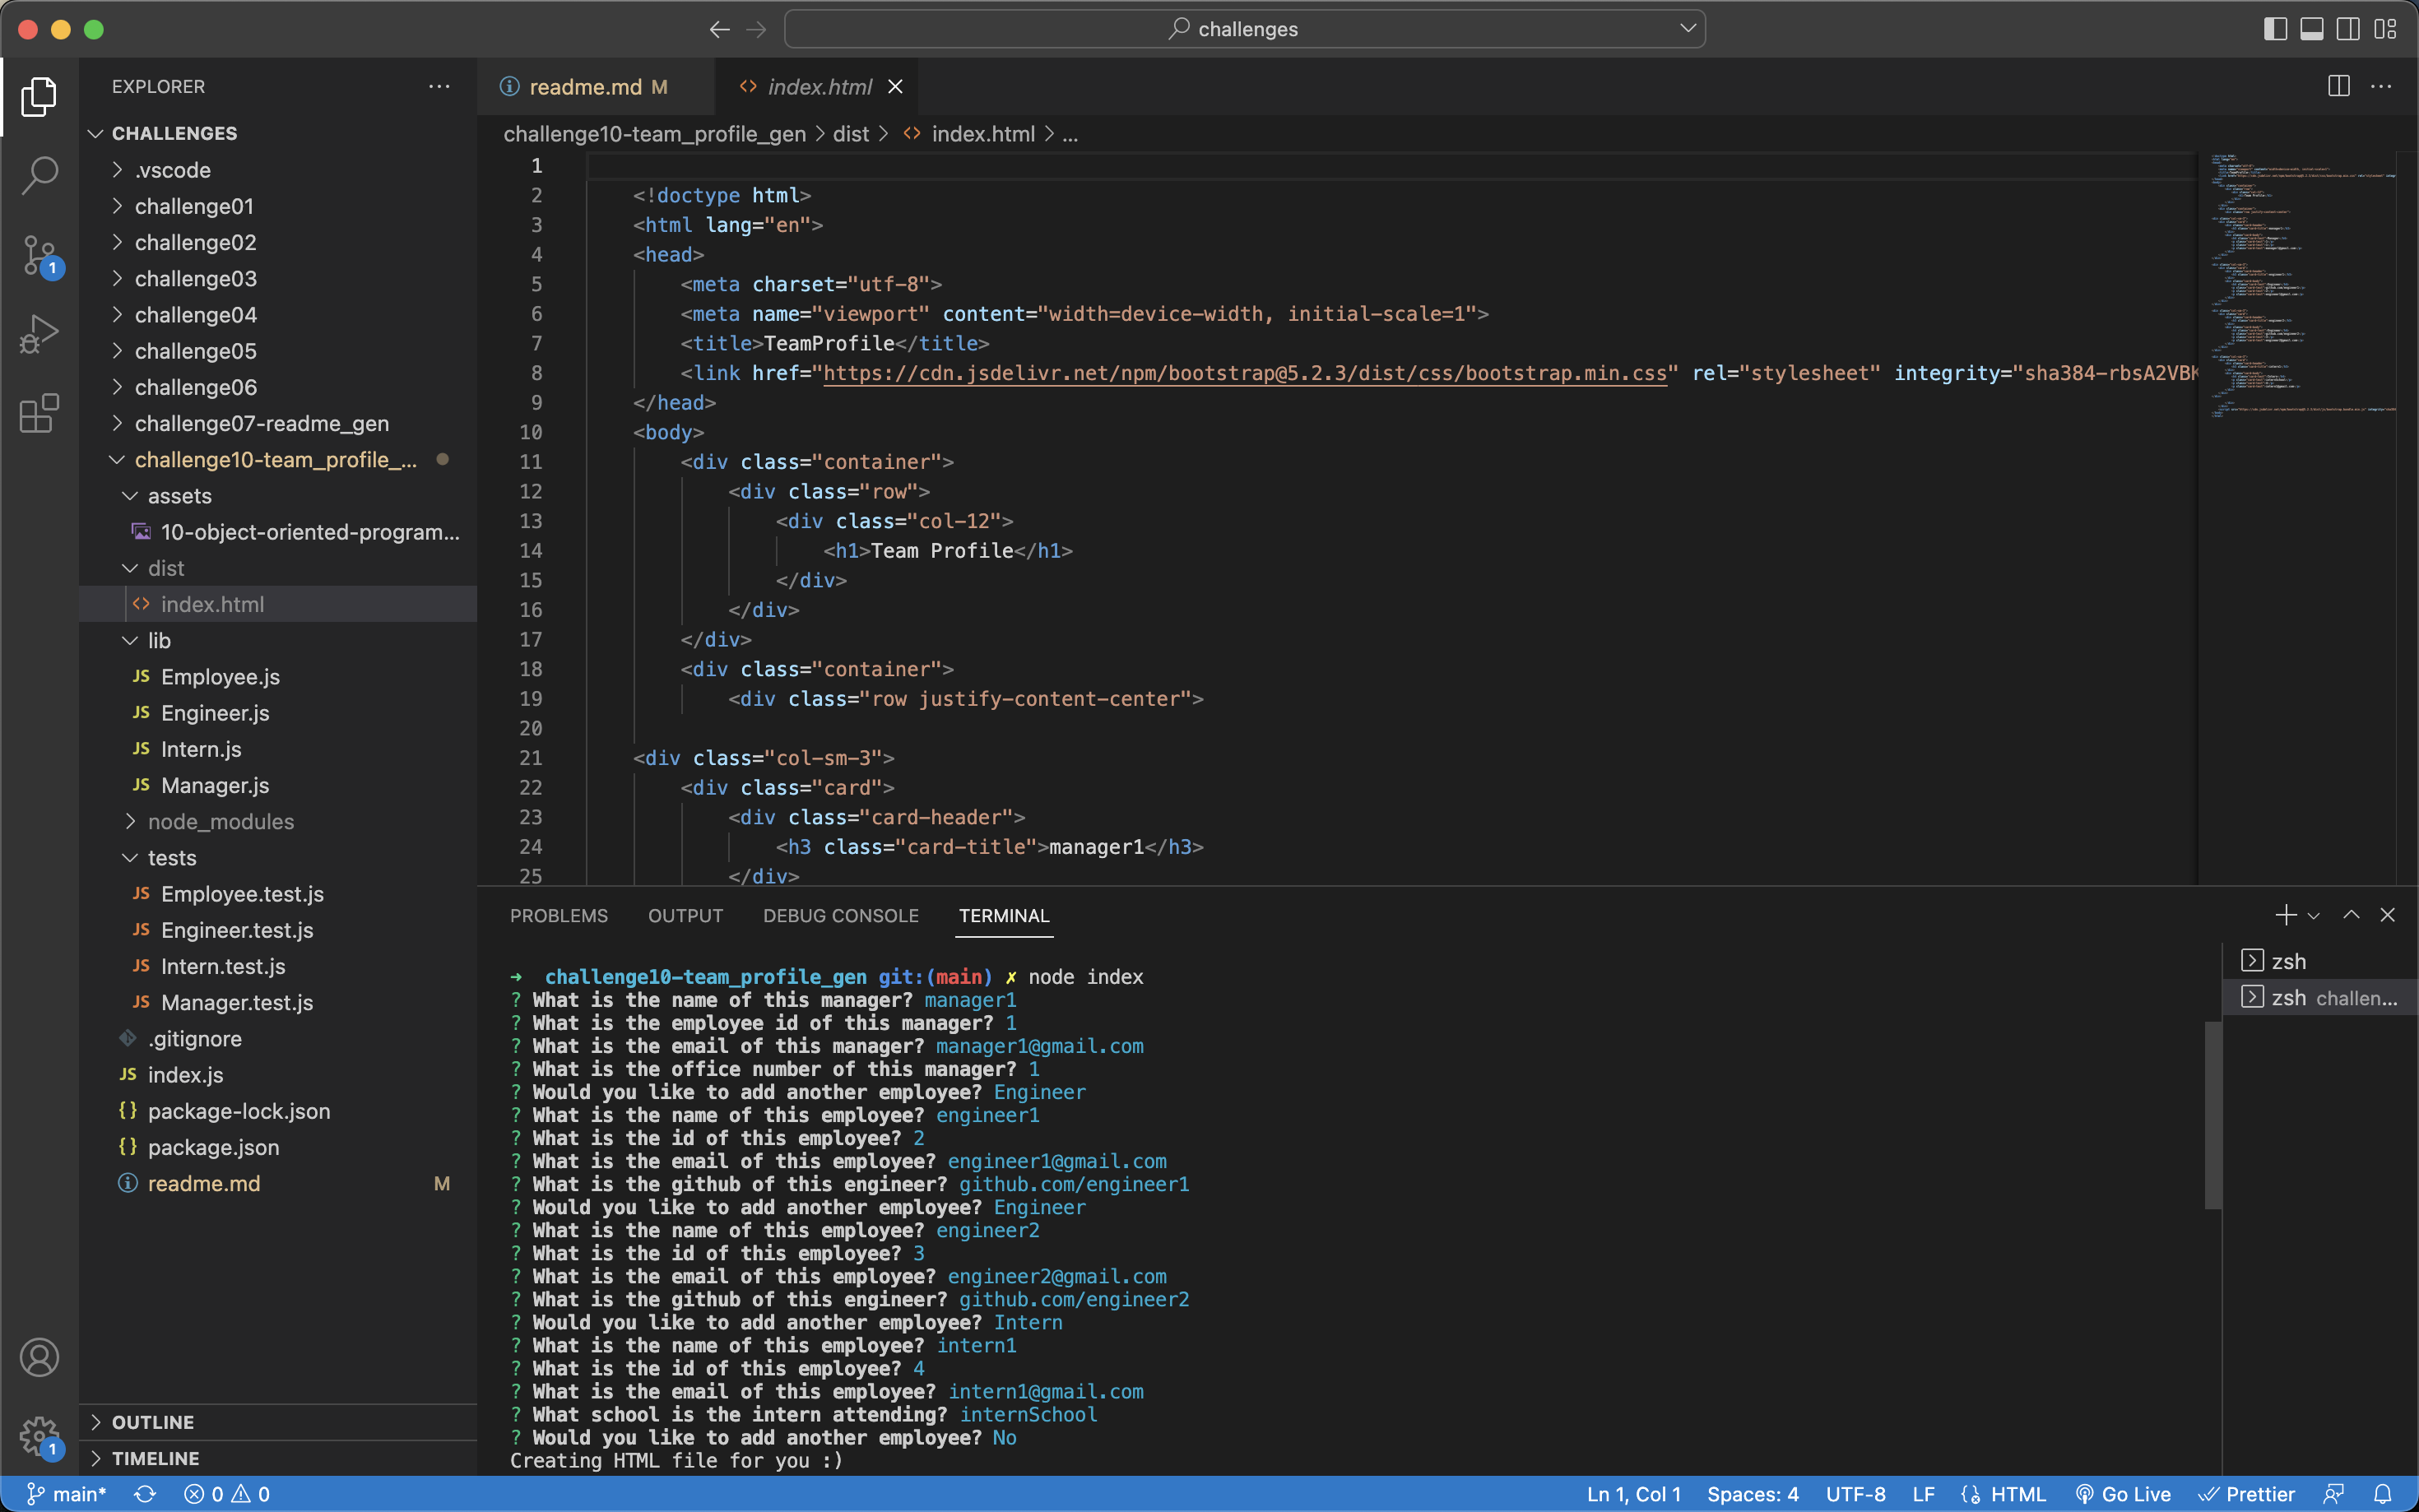 challenges
EXPLORER
CHALLENGES
.vscode
challenge01
challenge02
challenge03
challenge04
challenge05
challenge06
challenge07-readme_gen
challenge10-team_profile_...
assets
10-object-oriented-program...
dist
<> index.html
lib
JS Employee.js
JS Engineer.js
JS Intern.js
JS Manager.js
node_modules
tests
JS Employee.test.js
JS Engineer.test.js
JS Intern.test.js
JS Manager.test.js
.gitignore
JS index.js
{} package-lock.json
{} package.json
readme.md M
OUTLINE
TIMELINE
1
1
readme.md M
<> index.html
challenge10-team_profile_gen > dist > <> index.html > ...
1
2 <!doctype html>
3 <html lang="en">
4 <head>
5 <meta charset="utf-8">
6 <meta name="viewport" content="width=device-width, initial-scale=1">
7 <title>TeamProfile</title>
8 <link href="https://cdn.jsdelivr.net/npm/bootstrap@5.2.3/dist/css/bootstrap.min.css" rel="stylesheet" integrity="sha384-rbsA2VBK
9 </head>
10 <body>
11 <div class="container">
12 <div class="row">
13 <div class="col-12">
14 <h1>Team Profile</h1>
15 </div>
16 </div>
17 </div>
18 <div class="container">
19 <div class="row justify-content-center">
20
21 <div class="col-sm-3">
22 <div class="card">
23 <div class="card-header">
24 <h3 class="card-title">manager1</h3>
25 </div>
PROBLEMS OUTPUT DEBUG CONSOLE TERMINAL
➜ challenge10-team_profile_gen git:(main) ✗ node index
? What is the name of this manager? manager1
? What is the employee id of this manager? 1
? What is the email of this manager? manager1@gmail.com
? What is the office number of this manager? 1
? Would you like to add another employee? Engineer
? What is the name of this employee? engineer1
? What is the id of this employee? 2
? What is the email of this employee? engineer1@gmail.com
? What is the github of this engineer? github.com/engineer1
? Would you like to add another employee? Engineer
? What is the name of this employee? engineer2
? What is the id of this employee? 3
? What is the email of this employee? engineer2@gmail.com
? What is the github of this engineer? github.com/engineer2
? Would you like to add another employee? Intern
? What is the name of this employee? intern1
? What is the id of this employee? 4
? What is the email of this employee? intern1@gmail.com
? What school is the intern attending? internSchool
? Would you like to add another employee? No
Creating HTML file for you :)
zsh
zsh challen...
main* 0 0 Ln 1, Col 1 Spaces: 4 UTF-8 LF HTML Go Live Prettier